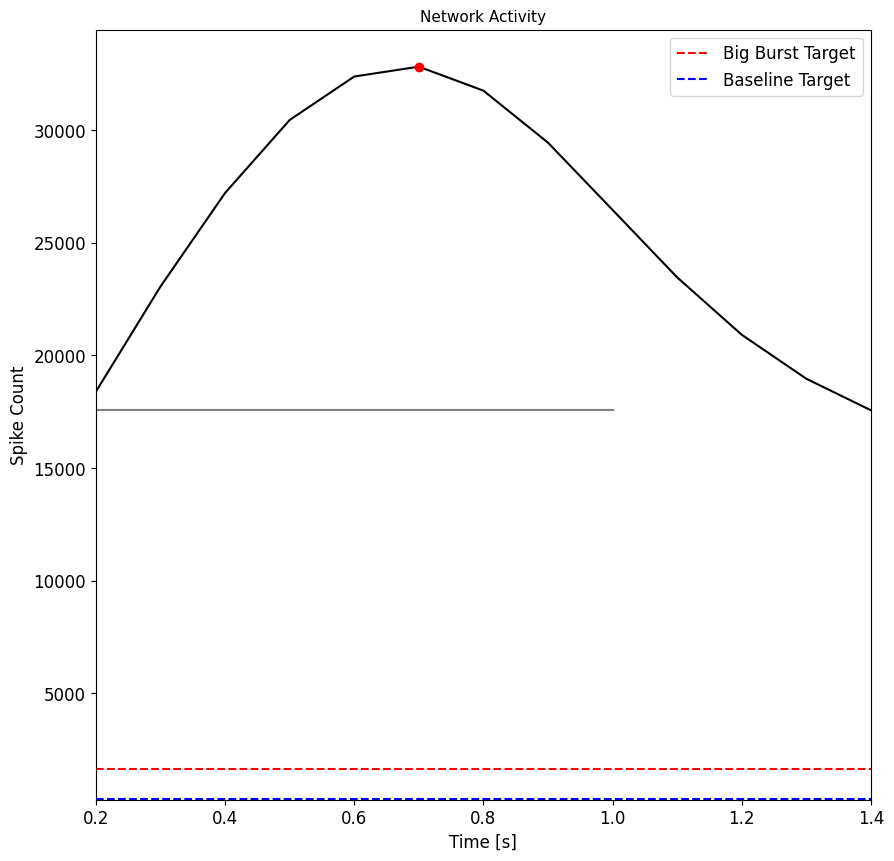 Network Activity
Big Burst Target
Baseline Target
30000
25000
20000
15000
10000
5000
Spike Count
0.2
0.4
0.6
0.8
1.0
1.2
1.4
Time [s]